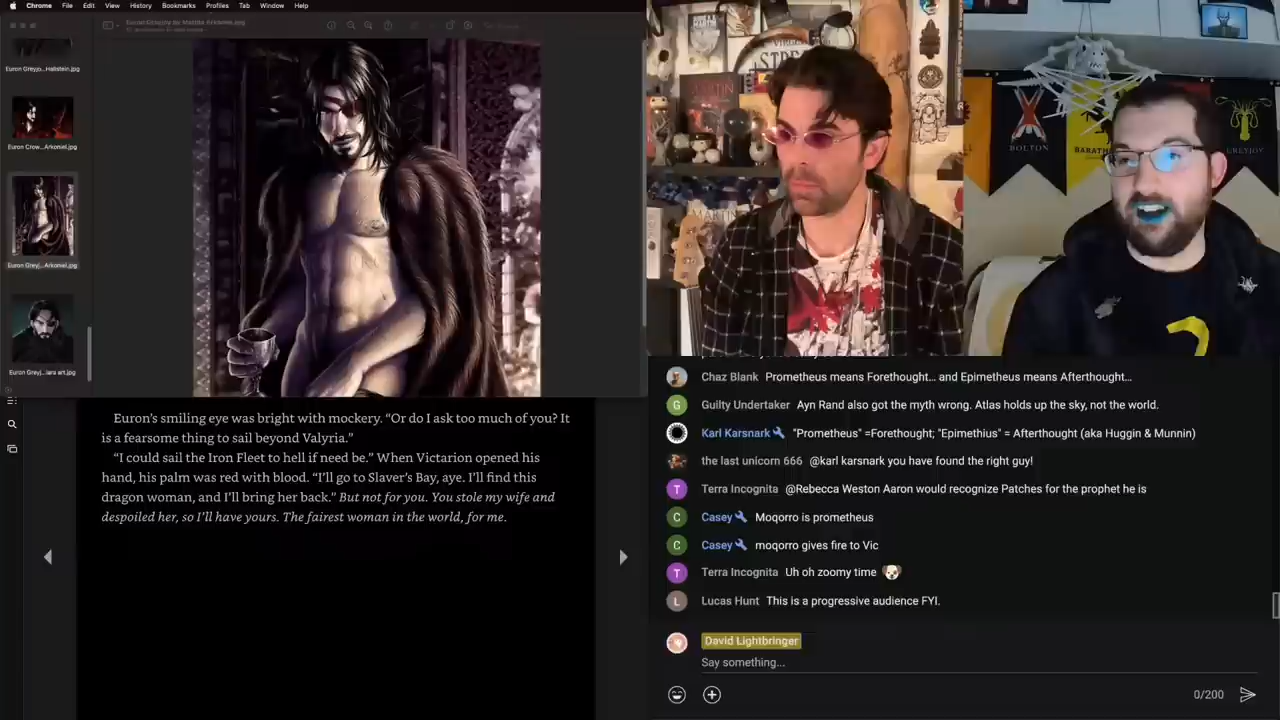 Chrome File Edit View History Bookmarks Profiles Tab Window Help
Euron Crow...Arkoniel.jpg
Euron Greyj...Arkoniel.jpg
Euron Greyj...iara art.jpg
MARTIN
BOLTON
BARATH
GREYJOY
Euron’s smiling eye was bright with mockery. “Or do I ask too much of you? It
is a fearsome thing to sail beyond Valyria.”
“I could sail the Iron Fleet to hell if need be.” When Victarion opened his
hand, his palm was red with blood. “I’ll go to Slaver’s Bay, aye. I’ll find this
dragon woman, and I’ll bring her back.” But not for you. You stole my wife and
despoiled her, so I’ll have yours. The fairest woman in the world, for me.
Chaz Blank Prometheus means Forethought... and Epimetheus means Afterthought...
G Guilty Undertaker Ayn Rand also got the myth wrong. Atlas holds up the sky, not the world.
Karl Karsnark "Prometheus" =Forethought; "Epimethius" = Afterthought (aka Huggin & Munnin)
the last unicorn 666 @karl karsnark you have found the right guy!
T Terra Incognita @Rebecca Weston Aaron would recognize Patches for the prophet he is
C Casey Moqorro is prometheus
C Casey moqorro gives fire to Vic
T Terra Incognita Uh oh zoomy time
L Lucas Hunt This is a progressive audience FYI.
David Lightbringer
Say something...
0/200